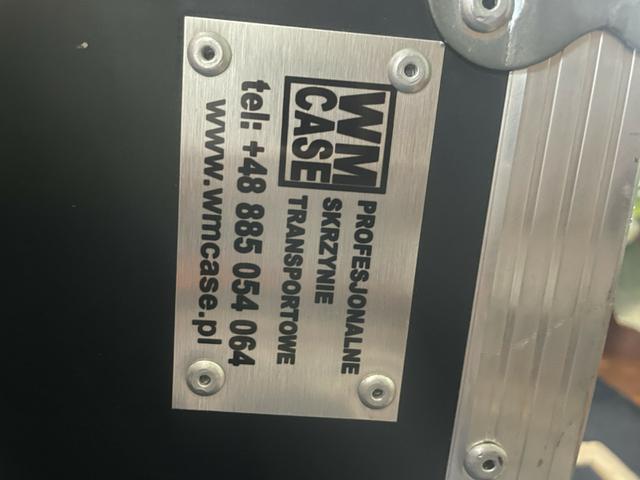 WM
CASE
PROFESJONALNE
SKRZYNIE
TRANSPORTOWE
tel: +48 885 054 064
www.wmcase.pl